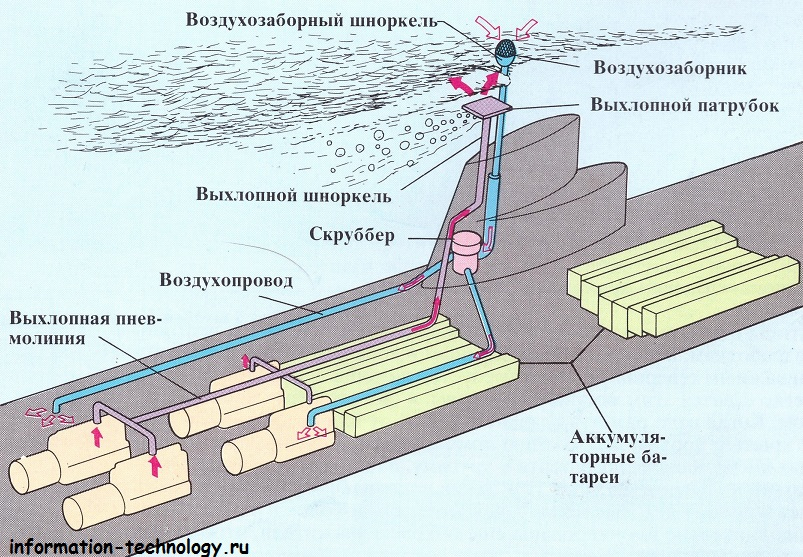 Воздухозаборный шноркель
Воздухозаборник
Выхлопной патрубок
Выхлопной шноркель
Скруббер
Воздухопровод
Выхлопная пнев-
молиния
Аккумуля-
торные ба-
тареи
information-technology.ru